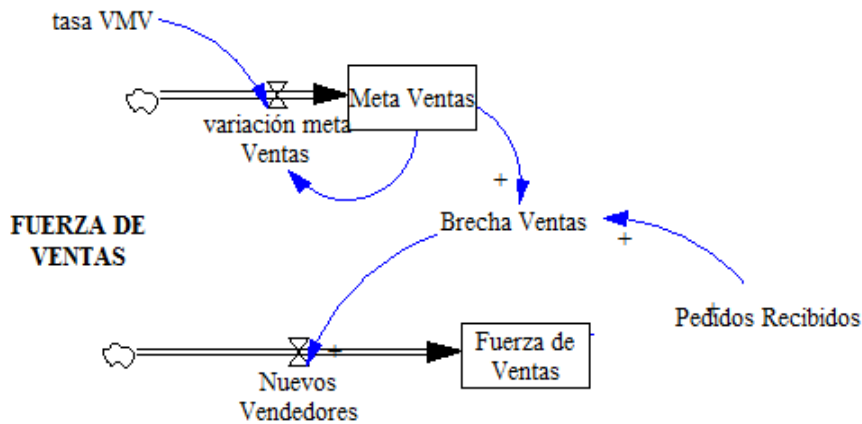 tasa VMV
Meta Ventas
variación meta
Ventas
+
FUERZA DE
VENTAS
Brecha Ventas
+
+
Pedidos Recibidos
+
Fuerza de
Ventas
Nuevos
Vendedores